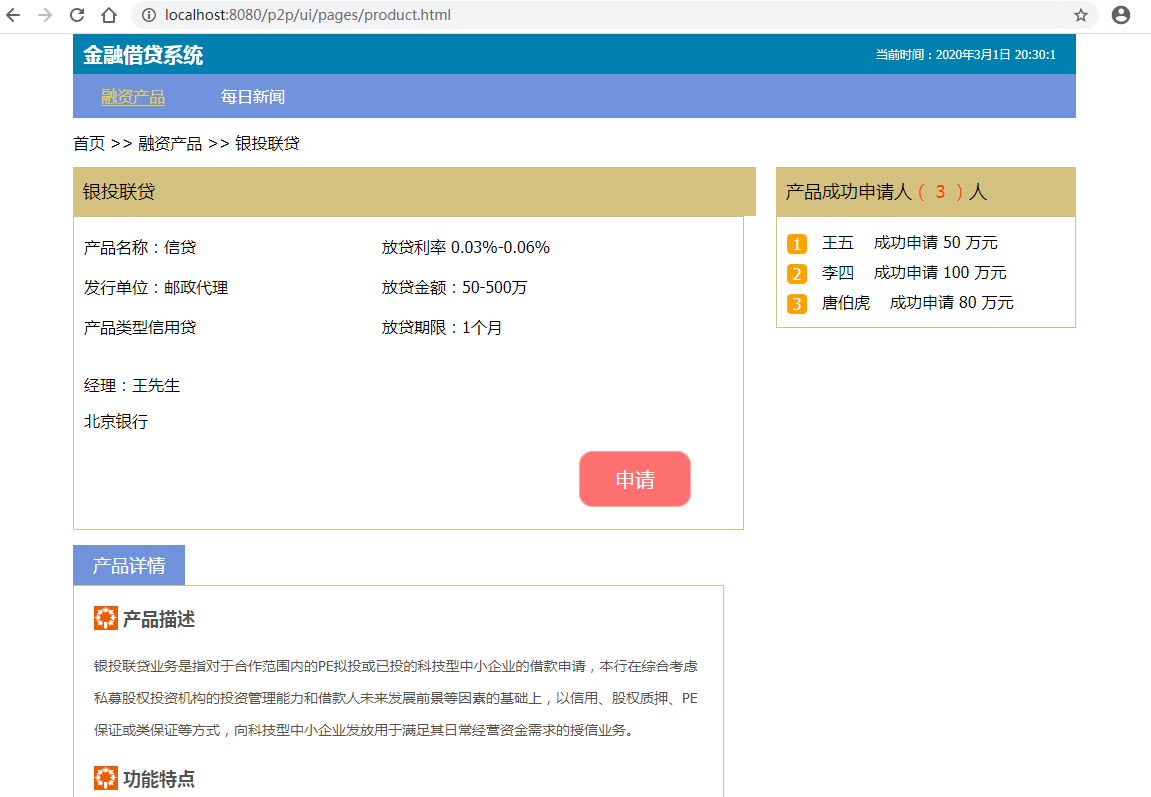 localhost:8080/p2p/ui/pages/product.html
金融借贷系统
当前时间：2020年3月1日 20:30:1
融资产品 每日新闻
首页 >> 融资产品 >> 银投联贷
银投联贷
产品名称：信贷 放贷利率 0.03%-0.06%
发行单位：邮政代理 放贷金额：50-500万
产品类型信用贷 放贷期限：1个月
经理：王先生
北京银行
申请
产品成功申请人（ 3 ）人
1 王五 成功申请 50 万元
2 李四 成功申请 100 万元
3 唐伯虎 成功申请 80 万元
产品详情
产品描述
银投联贷业务是指对于合作范围内的PE拟投或已投的科技型中小企业的借款申请，本行在综合考虑
私募股权投资机构的投资管理能力和借款人未来发展前景等因素的基础上，以信用、股权质押、PE
保证或类保证等方式，向科技型中小企业发放用于满足其日常经营资金需求的授信业务。
功能特点